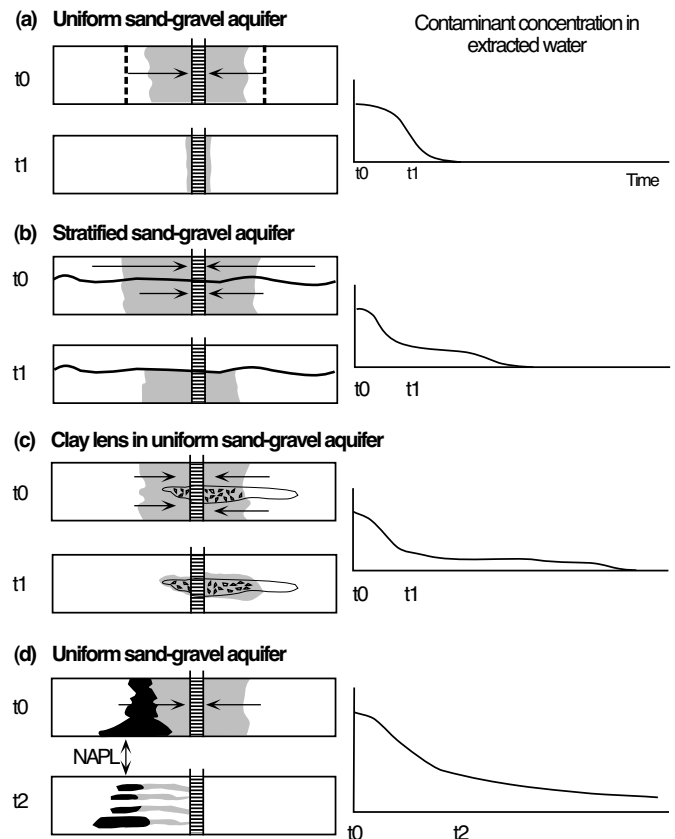 (a) Uniform sand-gravel aquifer
Contaminant concentration in
extracted water
t0
t1
t0
t1
Time
(b) Stratified sand-gravel aquifer
t0
t1
t0
t1
(c) Clay lens in uniform sand-gravel aquifer
t0
t1
t0
t1
(d) Uniform sand-gravel aquifer
t0
NAPL
t2
t0
t2